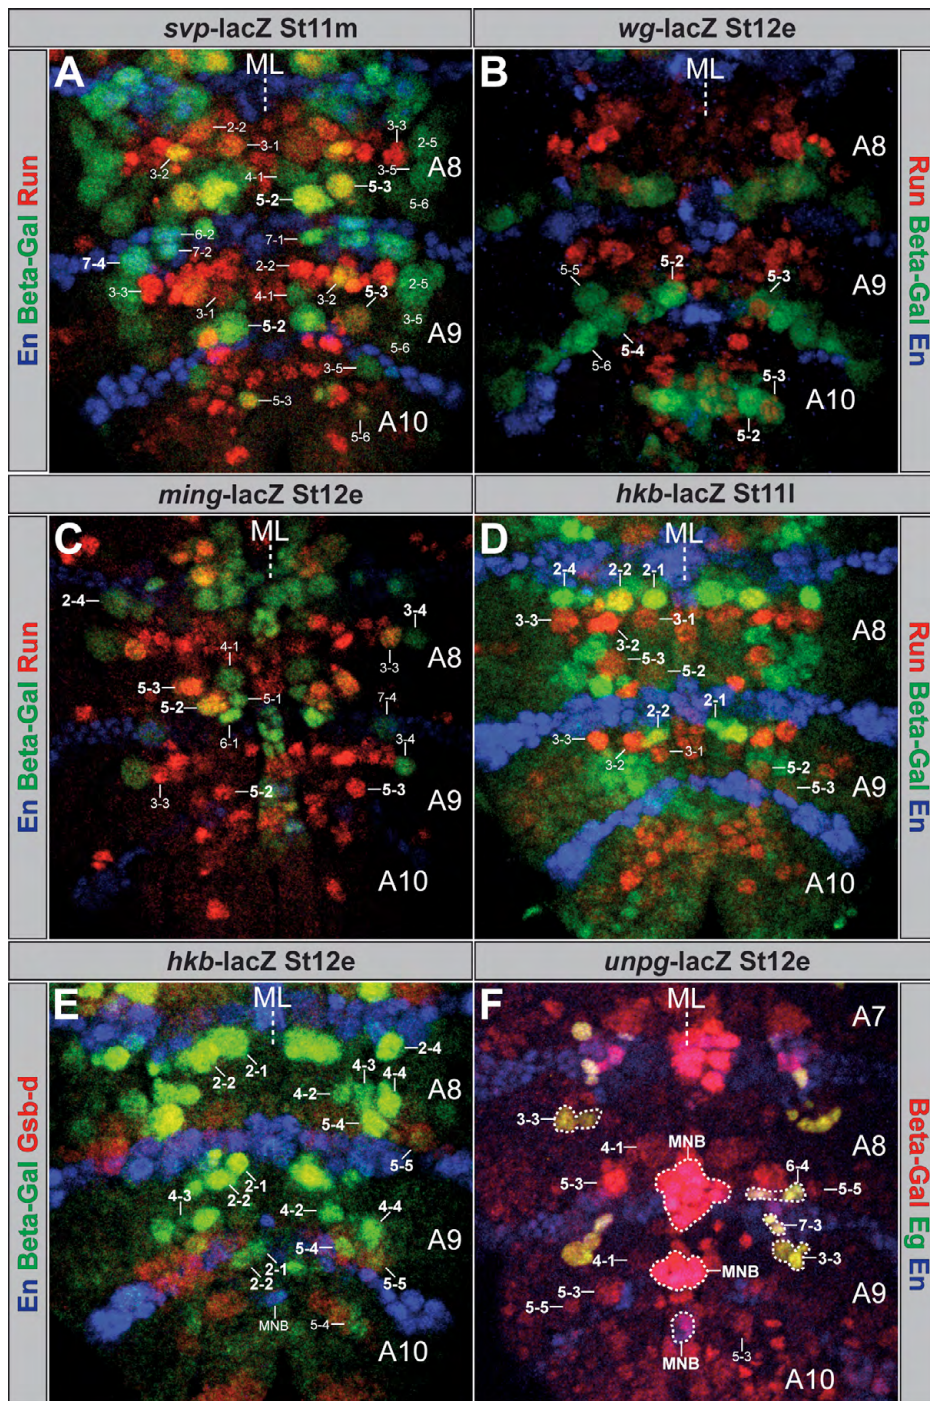 svp-lacZ St11m
wg-lacZ St12e
En Beta-Gal Run
A
ML
2-2
3-3
2-5
3-1
A8
3-2
4-1
3-5
5-2
5-3
5-6
6-2
7-1
7-2
7-4
2-2
3-3
3-2
4-1
5-3
2-5
3-1
3-5
5-2
A9
5-6
3-5
5-3
A10
5-6
B
ML
A8
5-2
5-5
5-3
A9
5-4
5-6
5-3
A10
5-2
Run Beta-Gal En
ming-lacZ St12e
hkb-lacZ St11l
En Beta-Gal Run
C
ML
2-4
3-4
A8
4-1
3-3
5-3
5-1
5-2
7-4
6-1
3-4
3-3
5-2
5-3
A9
A10
D
ML
2-4
2-2
2-1
3-3
3-1
A8
3-2
5-3
5-2
2-1
2-2
3-3
3-1
3-2
5-2
5-3
A9
A10
Run Beta-Gal En
hkb-lacZ St12e
unpg-lacZ St12e
En Beta-Gal Gsb-d
E
ML
2-4
2-1
2-2
4-3
4-4
4-2
A8
5-4
5-5
2-1
2-2
4-3
4-4
4-2
A9
5-4
2-1
2-2
5-5
MNB
5-4
A10
F
ML
A7
3-3
A8
4-1
MNB
6-4
5-3
5-5
7-3
3-3
4-1
MNB
A9
5-3
5-5
5-3
MNB
A10
Beta-Gal Eg En